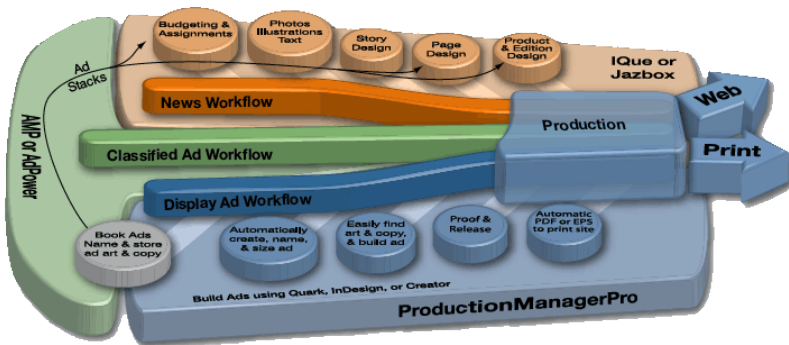 Budgeting &
Assignments
Photos
Illustrations
Text
Story
Design
Page
Design
Product
& Edition
Design
IQue or
Jazbox
Ad
Stacks
AMP or AdPower
News Workflow
Classified Ad Workflow
Display Ad Workflow
Production
Web
Print
Book Ads
Name & store
ad art & copy
Automatically
create, name,
& size ad
Easily find
art & copy,
& build ad
Proof &
Release
Automatic
PDF or EPS
to print site
Build Ads using Quark, InDesign, or Creator
ProductionManagerPro